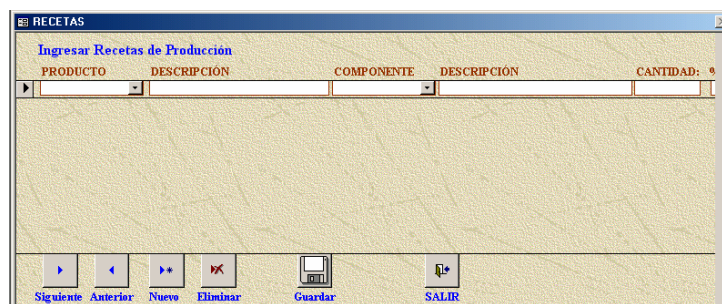 RECETAS
Ingresar Recetas de Producción
PRODUCTO DESCRIPCIÓN COMPONENTE DESCRIPCIÓN CANTIDAD: %
Siguiente Anterior Nuevo Eliminar Guardar SALIR